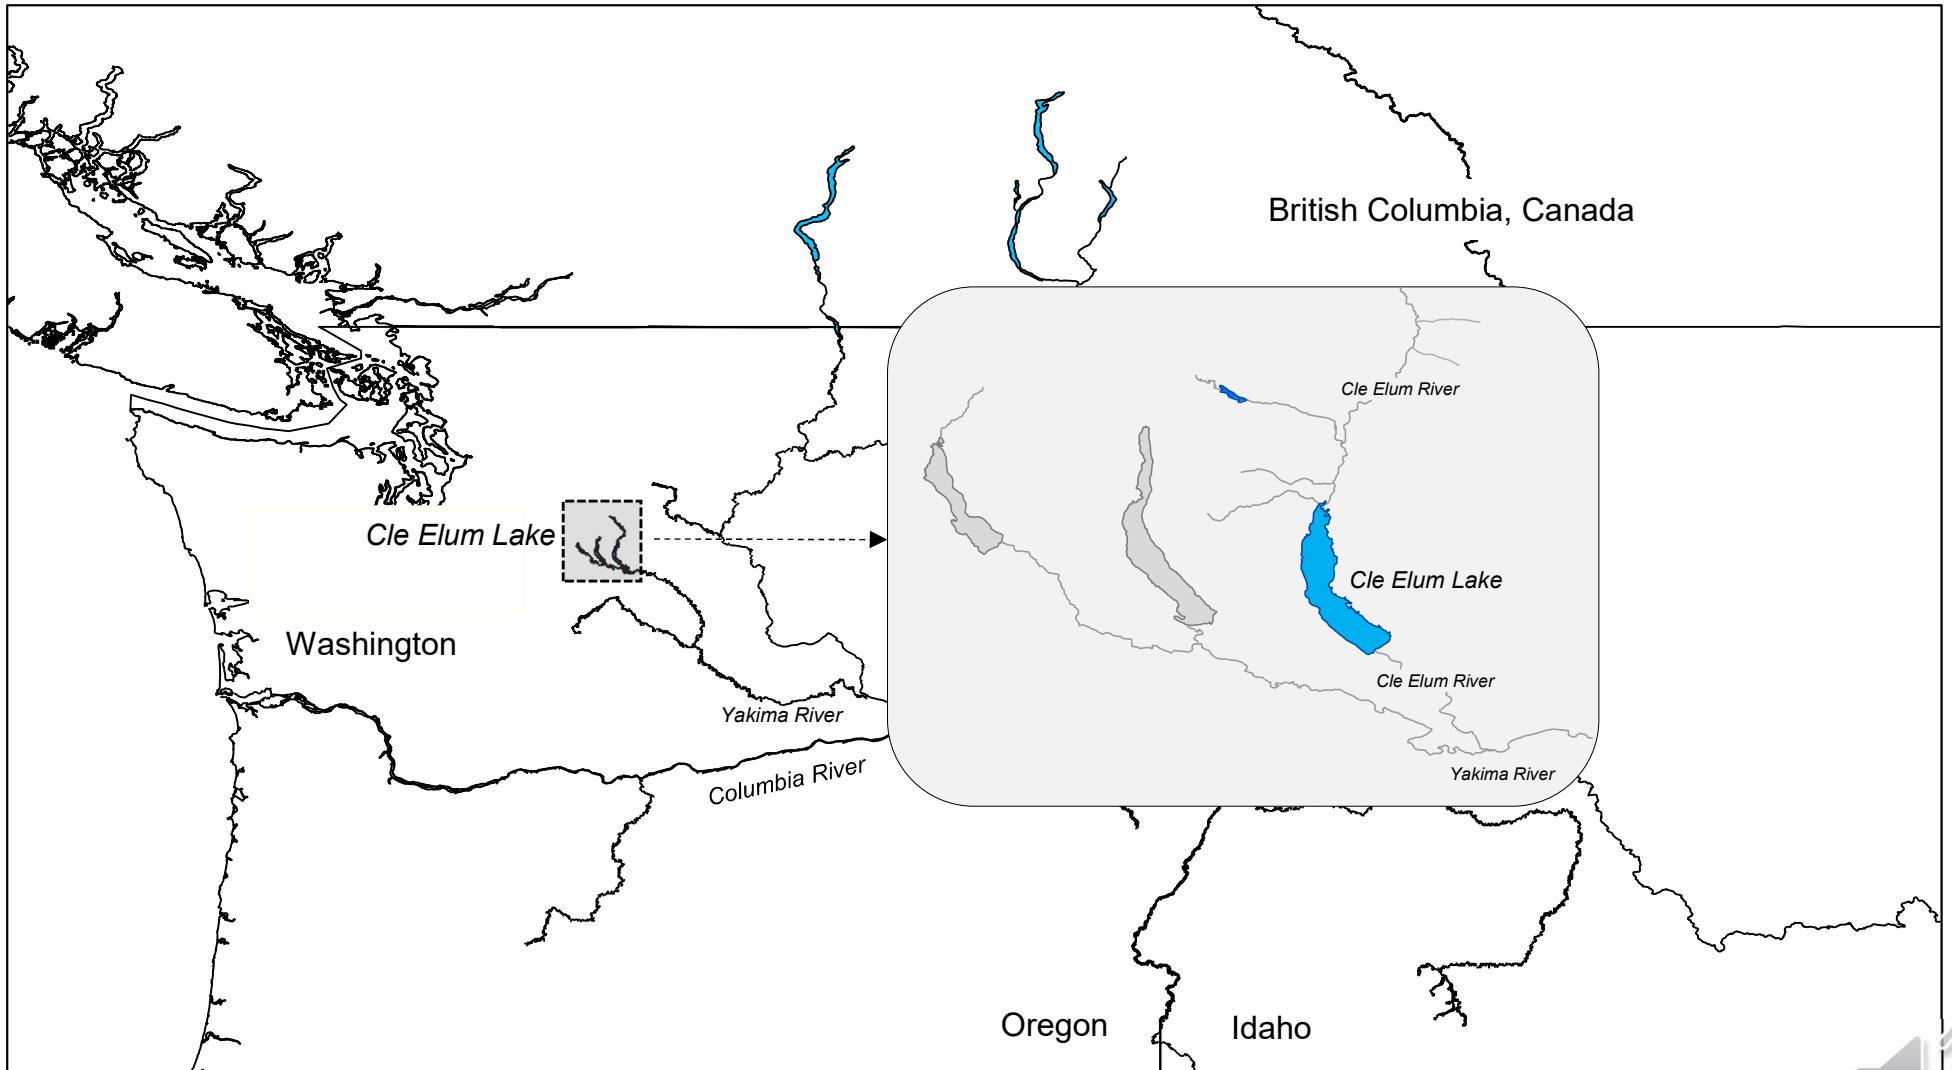 British Columbia, Canada
Cle Elum River
Cle Elum Lake
Cle Elum Lake
Washington
Cle Elum River
Yakima River
Columbia River
Yakima River
Oregon
Idaho